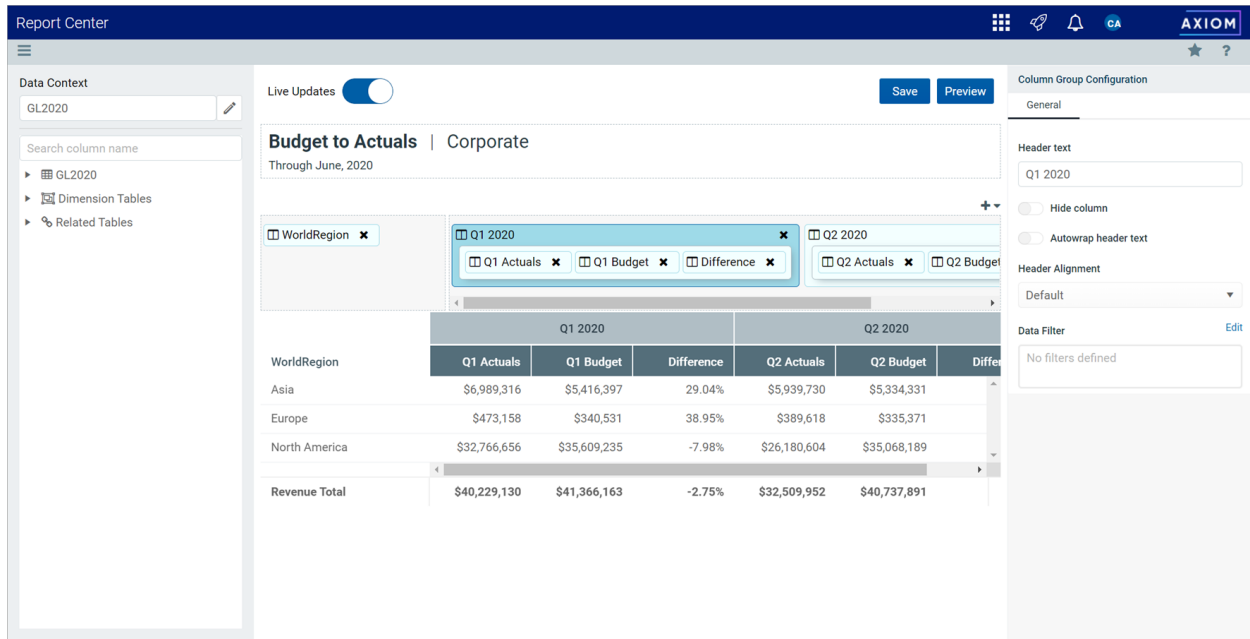 Report Center
CA
AXIOM
?
Data Context
GL2020
Search column name
GL2020
Dimension Tables
Related Tables
Live Updates
Save
Preview
Budget to Actuals | Corporate
Through June, 2020
WorldRegion
Q1 2020
Q2 2020
Q1 Actuals
Q1 Budget
Difference
Q2 Actuals
Q2 Budget
Q1 2020 Q2 2020
WorldRegion Q1 Actuals Q1 Budget Difference Q2 Actuals Q2 Budget Differ
Asia $6,989,316 $5,416,397 29.04% $5,939,730 $5,334,331
Europe $473,158 $340,531 38.95% $389,618 $335,371
North America $32,766,656 $35,609,235 -7.98% $26,180,604 $35,068,189
Revenue Total $40,229,130 $41,366,163 -2.75% $32,509,952 $40,737,891
Column Group Configuration
General
Header text
Q1 2020
Hide column
Autowrap header text
Header Alignment
Default
Data Filter Edit
No filters defined